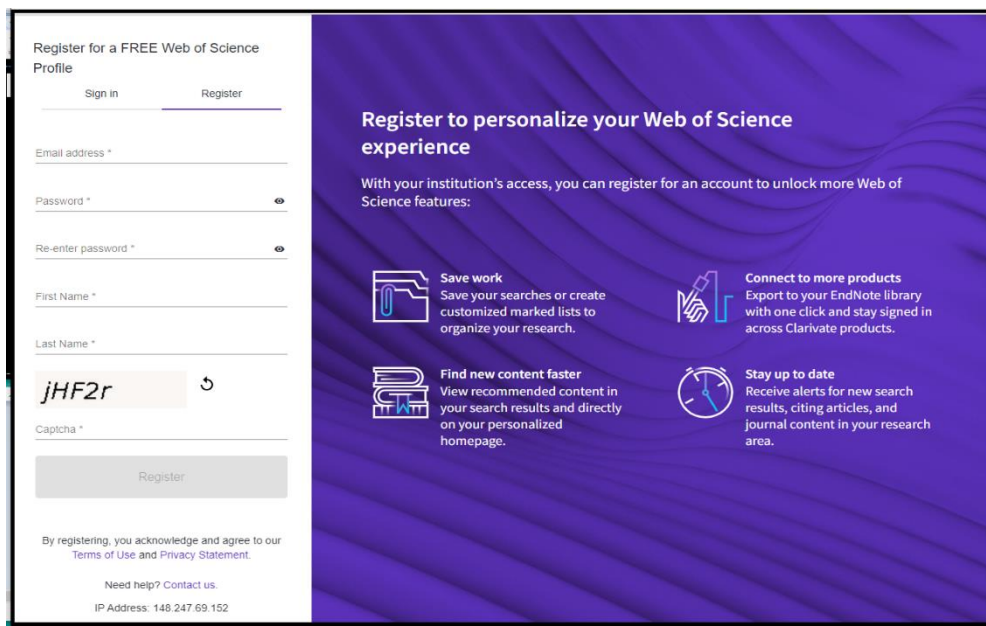 Register for a FREE Web of Science
Profile
Sign in
Register
Email address *
Password *
Re-enter password *
First Name *
Last Name *
jHF2r
Captcha *
Register
By registering, you acknowledge and agree to our
Terms of Use and Privacy Statement.
Need help? Contact us.
IP Address: 148.247.69.152
Register to personalize your Web of Science
experience
With your institution's access, you can register for an account to unlock more Web of
Science features:
Save work
Save your searches or create
customized marked lists to
organize your research.
Connect to more products
Export to your EndNote library
with one click and stay signed in
across Clarivate products.
Find new content faster
View recommended content in
your search results and directly
on your personalized
homepage.
Stay up to date
Receive alerts for new search
results, citing articles, and
journal content in your research
area.